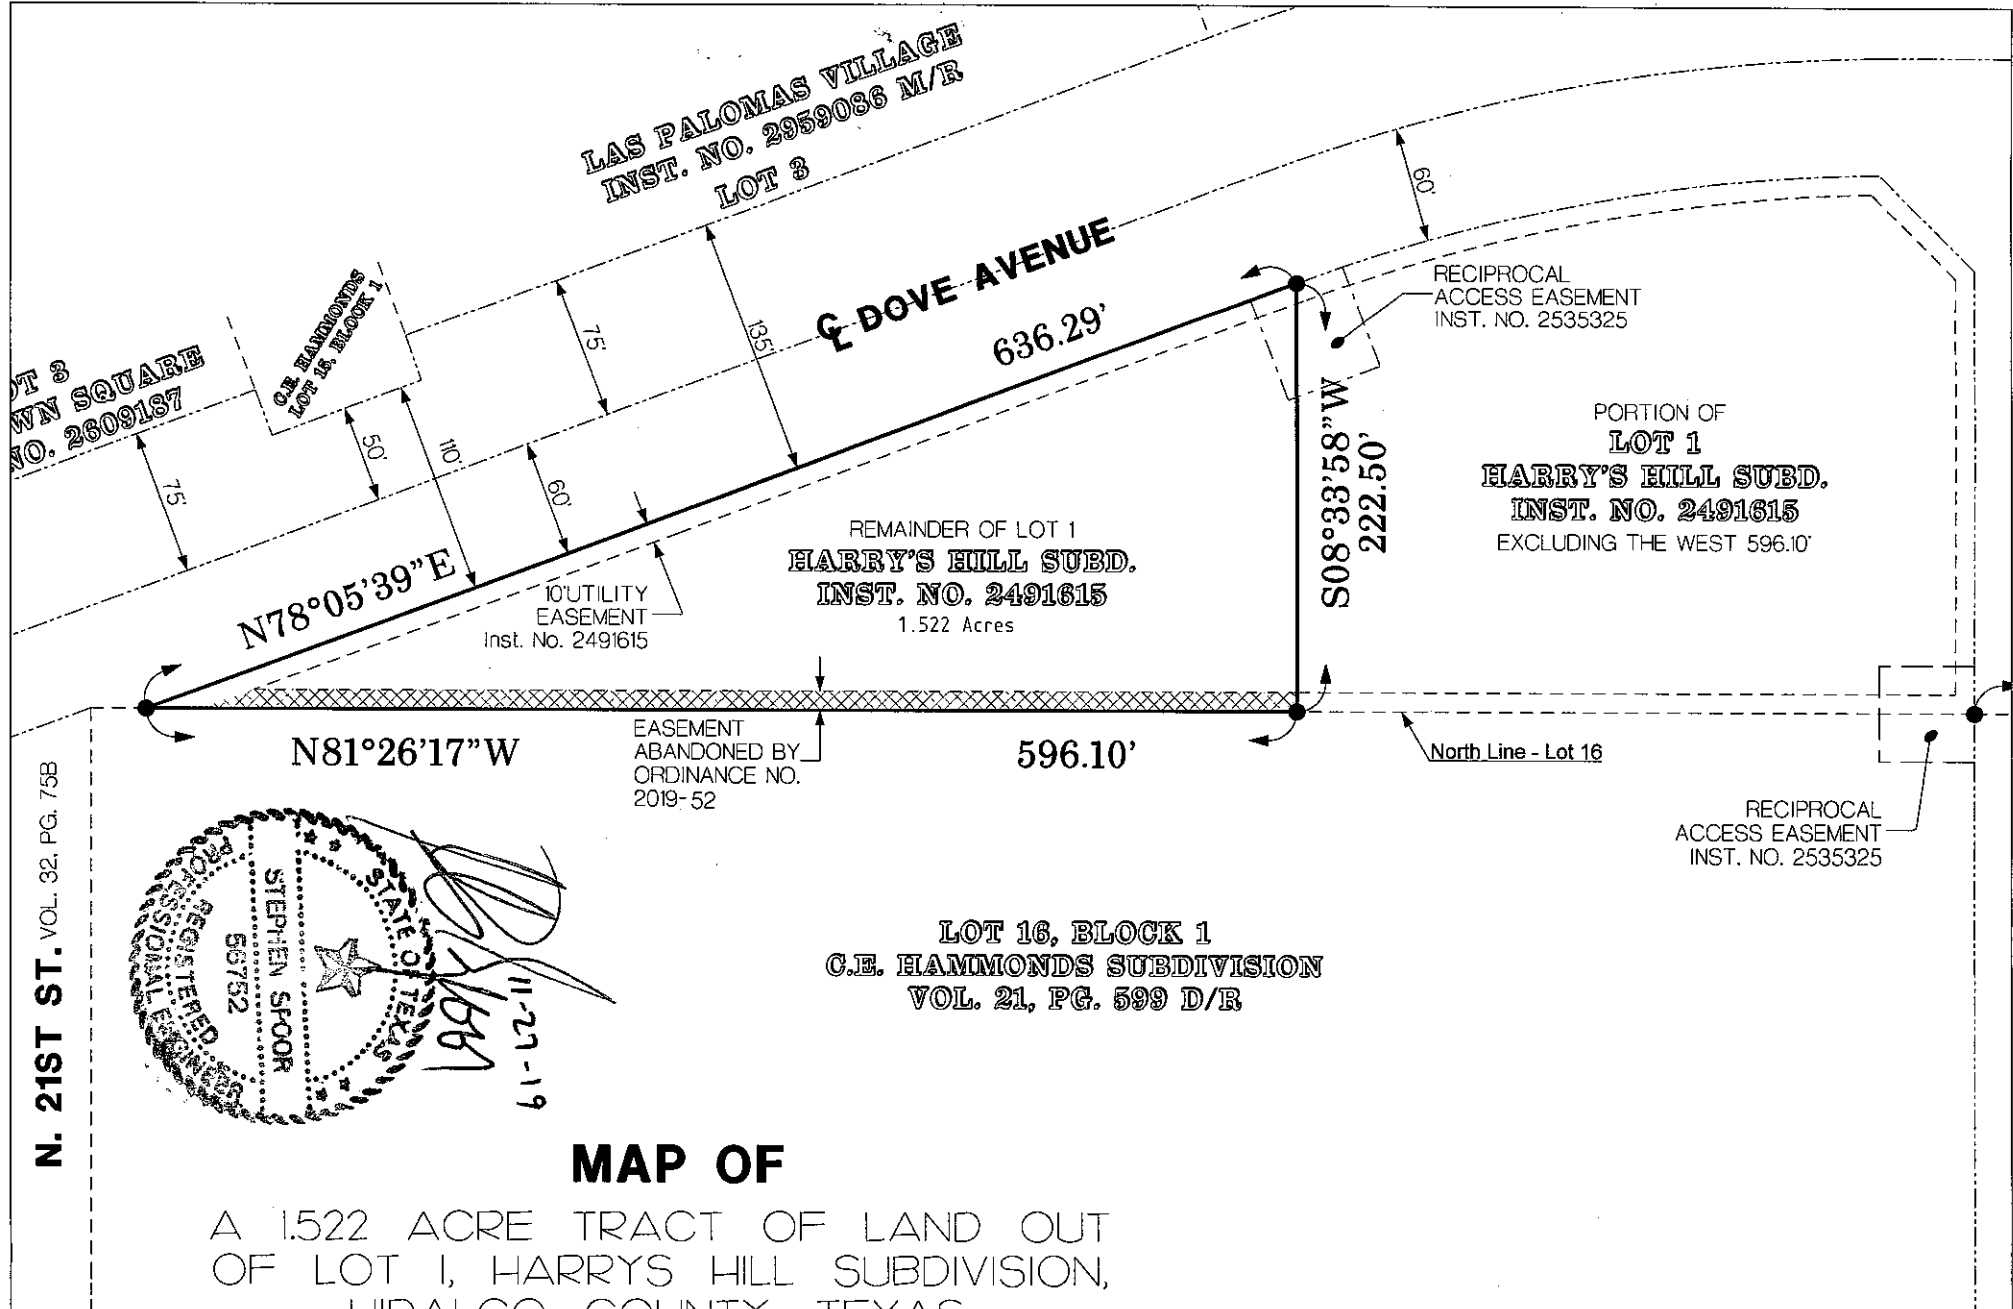 LAS PALOMAS VILLAGE
INST. NO. 2959086 M/R
LOT 3
60'
℄ DOVE AVENUE
RECIPROCAL
ACCESS EASEMENT
INST. NO. 2535325
C.E. HAMMONDS
LOT 15, BLOCK 1
75'
135'
636.29'
OT 3
WN SQUARE
NO. 2609187
75'
50'
110'
60'
S08°33'58"W
222.50'
PORTION OF
LOT 1
HARRY'S HILL SUBD.
INST. NO. 2491615
EXCLUDING THE WEST 596.10'
REMAINDER OF LOT 1
HARRY'S HILL SUBD.
INST. NO. 2491615
1.522 Acres
N78°05'39"E
10'UTILITY
EASEMENT
Inst. No. 2491615
N81°26'17"W
EASEMENT
ABANDONED BY
ORDINANCE NO.
2019-52
596.10'
North Line - Lot 16
RECIPROCAL
ACCESS EASEMENT
INST. NO. 2535325
N. 21ST ST. VOL. 32, PG. 75B
STATE OF TEXAS
STEPHEN SPOOR
56752
REGISTERED
PROFESSIONAL ENGINEER
11-27-19
LOT 16, BLOCK 1
C.E. HAMMONDS SUBDIVISION
VOL. 21, PG. 599 D/R
MAP OF
A 1.522 ACRE TRACT OF LAND OUT
OF LOT 1, HARRYS HILL SUBDIVISION,
HIDALGO COUNTY, TEXAS